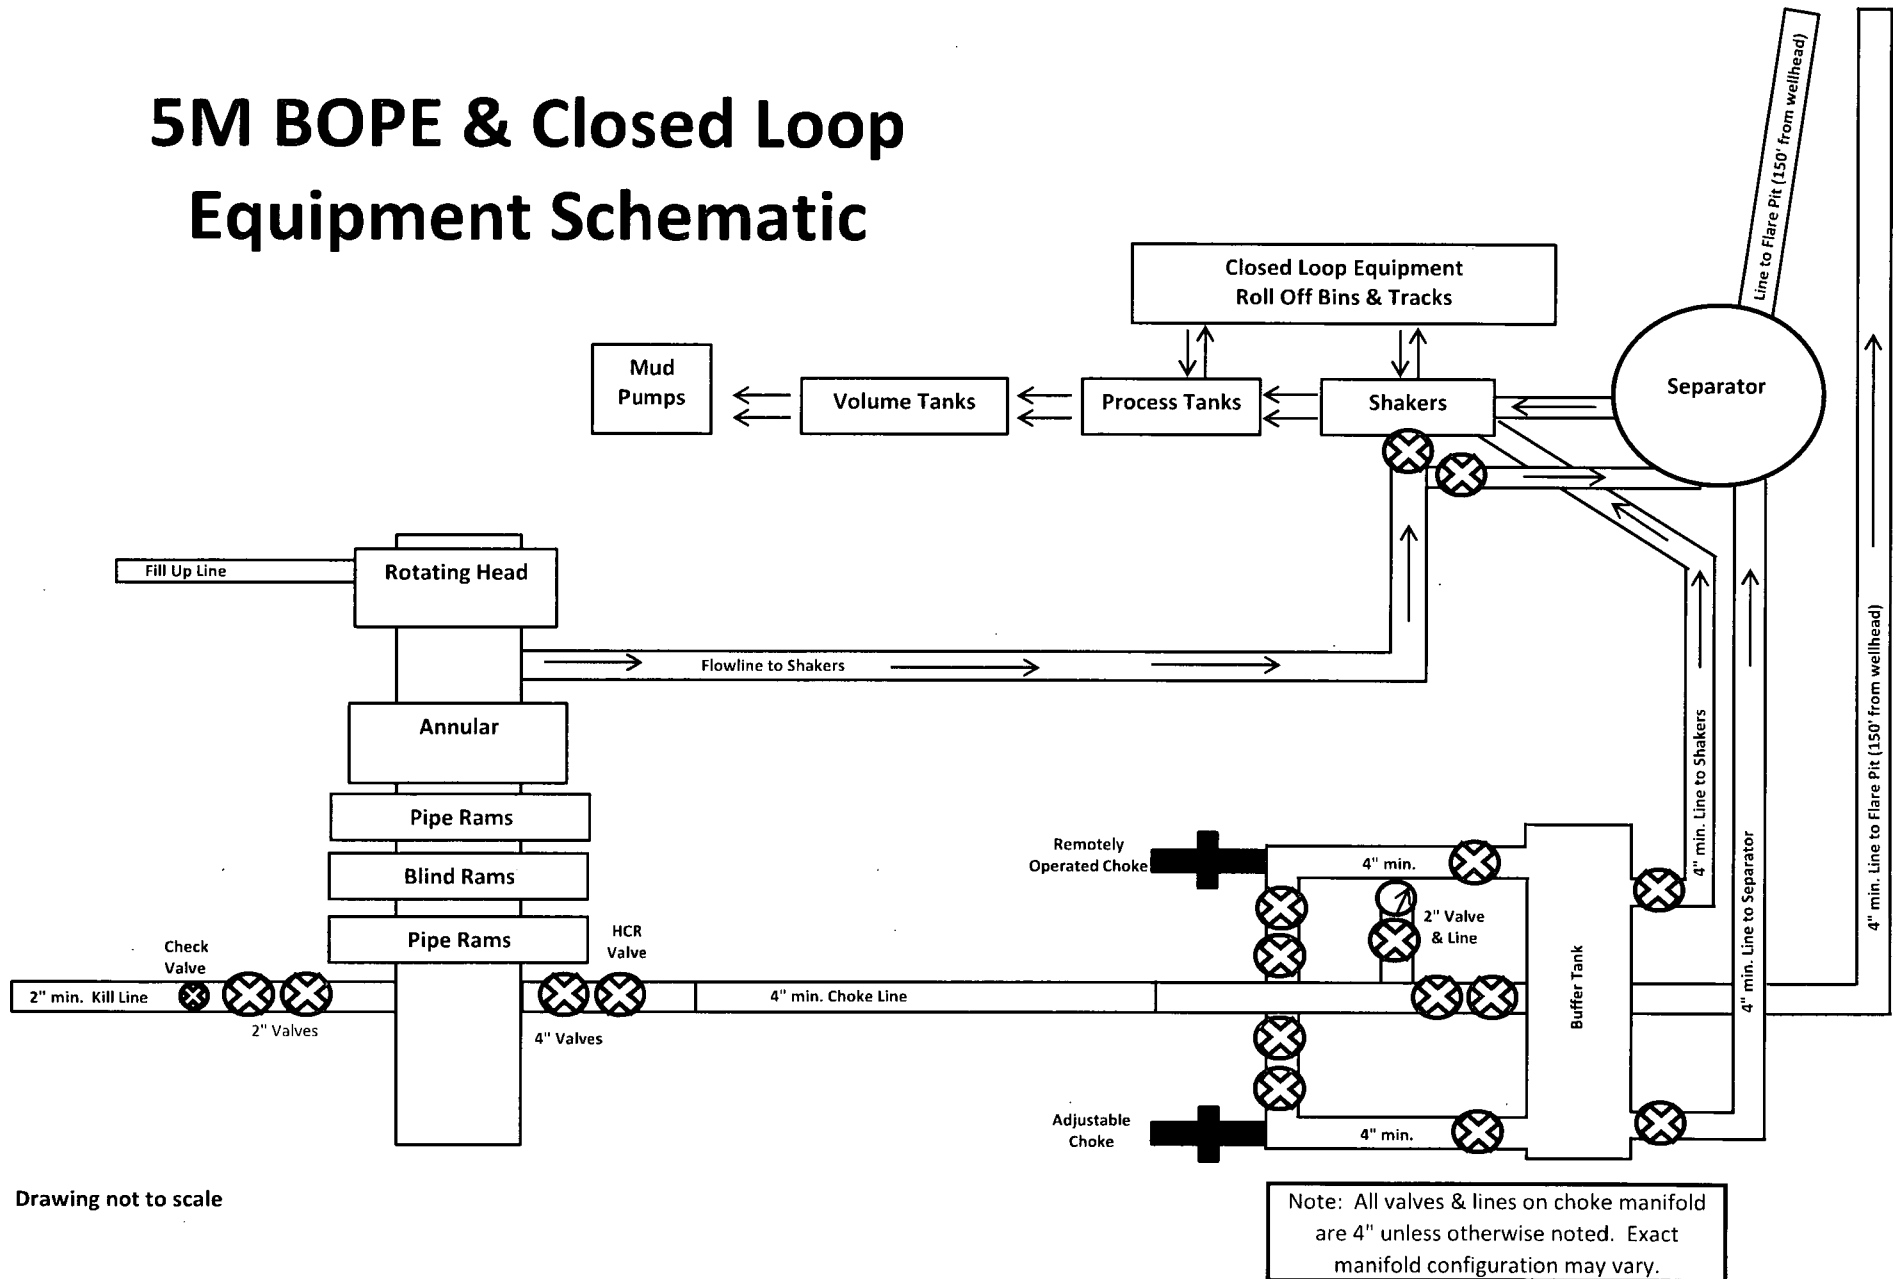 5M BOPE & Closed Loop
Equipment Schematic
Line to Flare Pit (150' from wellhead)
Closed Loop Equipment
Roll Off Bins & Tracks
Mud
Pumps
Volume Tanks
Process Tanks
Shakers
Separator
Fill Up Line
Rotating Head
Flowline to Shakers
Annular
Pipe Rams
Blind Rams
Pipe Rams
Check
Valve
HCR
Valve
2" min. Kill Line
2" Valves
4" Valves
4" min. Choke Line
Remotely
Operated Choke
4" min.
2" Valve
& Line
Adjustable
Choke
4" min.
Buffer Tank
4" min. Line to Shakers
4" min. Line to Separator
4" min. Line to Flare Pit (150' from wellhead)
Drawing not to scale
Note: All valves & lines on choke manifold
are 4" unless otherwise noted. Exact
manifold configuration may vary.